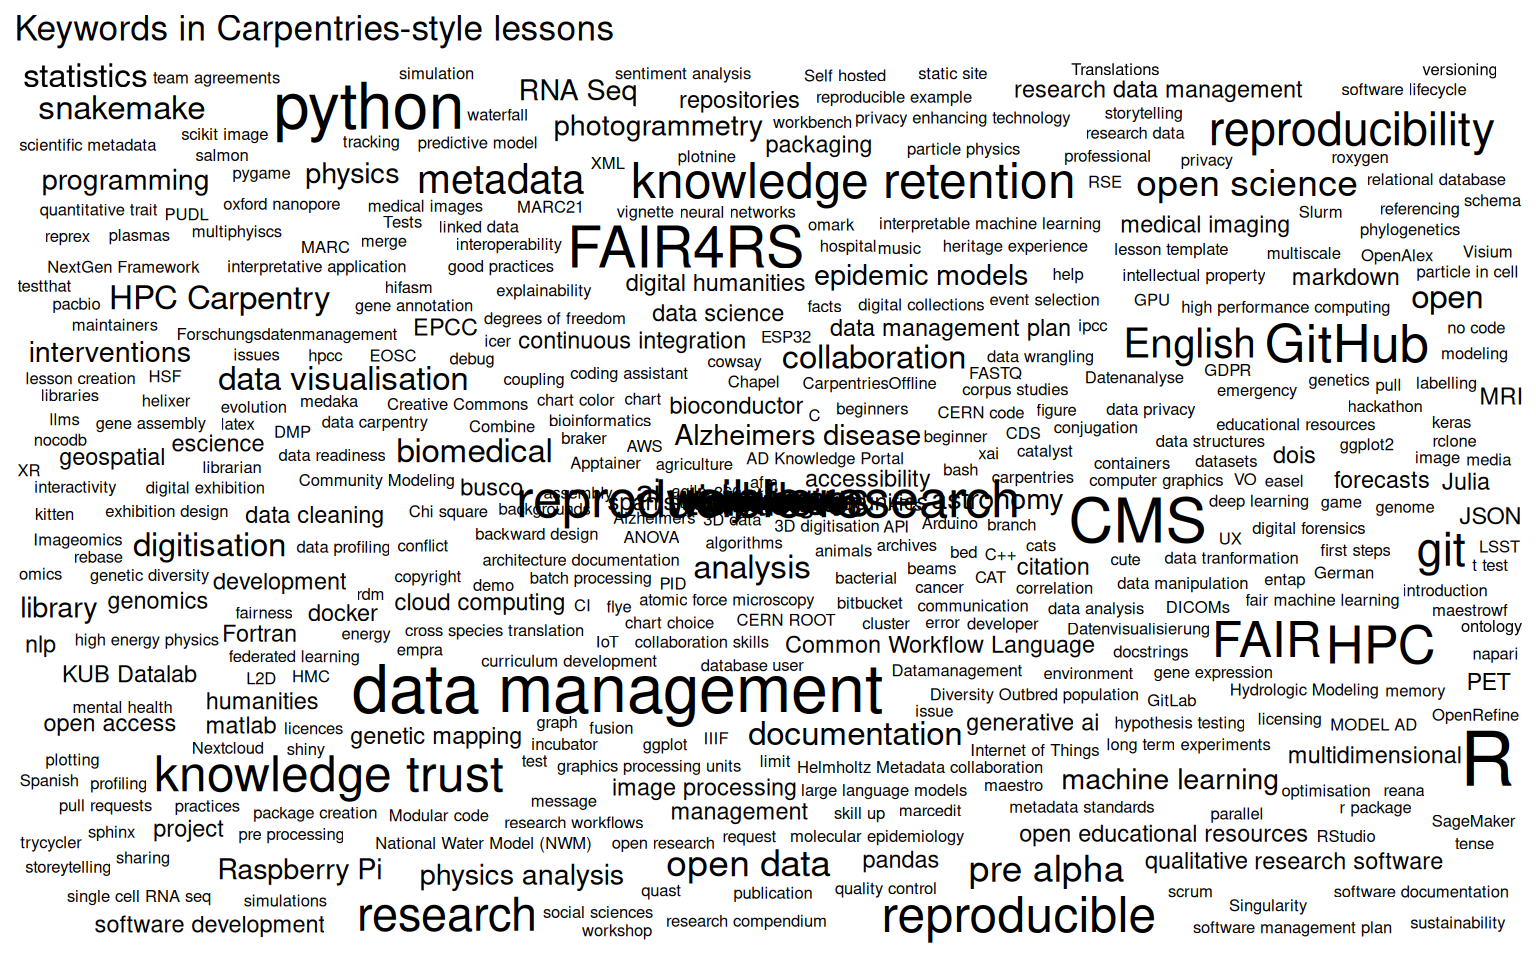 Keywords in Carpentries-style lessons
statistics team agreements simulation sentiment analysis Self hosted static site Translations versioning
snakemake python waterfall RNA Seq repositories reproducible example research data management software lifecycle
scientific metadata scikit image tracking predictive model photogrammetry workbench privacy enhancing technology storytelling reproducibility
salmon packaging particle physics research data
programming pygame physics metadata XML plotnine knowledge retention professional privacy roxygen
RSE open science relational database
quantitative trait PUDL oxford nanopore medical images MARC21 vignette neural networks Slurm referencing schema
reprex plasmas multiphyiscs Tests linked data omark interpretable machine learning medical imaging phylogenetics
MARC merge interoperability FAIR4RS hospital music heritage experience lesson template multiscale OpenAlex Visium
NextGen Framework interpretative application good practices digital humanities epidemic models help intellectual property markdown particle in cell
testthat pacbio HPC Carpentry hifasm gene annotation explainability data science facts digital collections event selection GPU high performance computing open
maintainers Forschungsdatenmanagement EPCC degrees of freedom data management plan ipcc no code
interventions issues hpcc EOSC debug icer continuous integration ESP32 collaboration data wrangling English GitHub modeling
cowsay
lesson creation HSF data visualisation coupling coding assistant Chapel CarpentriesOffline FASTQ Datenanalyse GDPR genetics pull labelling MRI
libraries helixer evolution medaka Creative Commons chart color chart bioconductor C beginners corpus studies emergency hackathon
llms gene assembly latex data carpentry Combine bioinformatics CERN code figure data privacy educational resources keras
nocodb escience DMP braker Alzheimers disease beginner CDS conjugation data structures ggplot2 rclone
XR geospatial librarian data readiness biomedical AWS AD Knowledge Portal xai catalyst containers datasets dois image media
Apptainer agriculture bash
interactivity digital exhibition Community Modeling busco accessibility carpentries computer graphics VO easel forecasts Julia
kitten exhibition design data cleaning Chi square backgrounds assembly reproducible research astronomy CMS deep learning game genome JSON
Alzheimers 3D data 3D digitisation API Arduino branch
Imageomics rebase digitisation data profiling conflict backward design ANOVA algorithms animals archives bed C++ cats UX digital forensics git LSST
omics genetic diversity development architecture documentation analysis beams citation cute data tranformation first steps t test
copyright demo batch processing PID bacterial cancer CAT correlation data manipulation entap German
library genomics rdm cloud computing CI flye atomic force microscopy bitbucket communication data analysis DICOMs fair machine learning introduction
fairness docker maestrowf
nlp high energy physics Fortran energy cross species translation chart choice CERN ROOT cluster error developer Datenvisualisierung FAIR HPC ontology
federated learning empra IoT collaboration skills Common Workflow Language docstrings napari
KUB Datalab L2D HMC curriculum development database user Datamanagement environment gene expression PET
mental health humanities data management Diversity Outbred population GitLab Hydrologic Modeling memory
open access matlab licences graph fusion issue generative ai hypothesis testing licensing MODEL AD OpenRefine
Nextcloud shiny genetic mapping incubator ggplot IIIF documentation Internet of Things long term experiments multidimensional R
plotting knowledge trust test graphics processing units limit Helmholtz Metadata collaboration
Spanish profiling image processing large language models maestro machine learning optimisation reana
pull requests practices package creation Modular code message management skill up marcedit metadata standards parallel r package
trycycler sphinx project pre processing research workflows request molecular epidemiology open educational resources RStudio SageMaker
National Water Model (NWM) open research tense
storeytelling sharing Raspberry Pi physics analysis open data pandas pre alpha qualitative research software
single cell RNA seq simulations quast publication quality control scrum software documentation
software development research social sciences research compendium reproducible Singularity sustainability
workshop software management plan